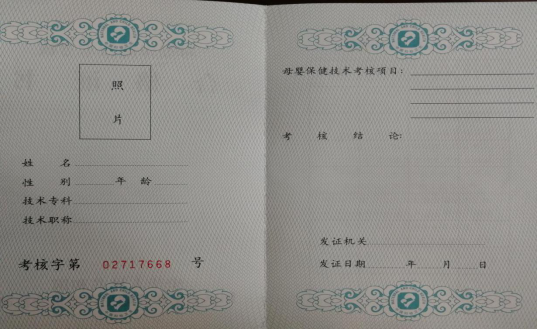 照
片
姓 名
性 别 年 龄
技术专科
技术职称
考核字第 02717668 号
母婴保健技术考核项目:
考 核 结 论:
发证机关
发证日期 年 月 日